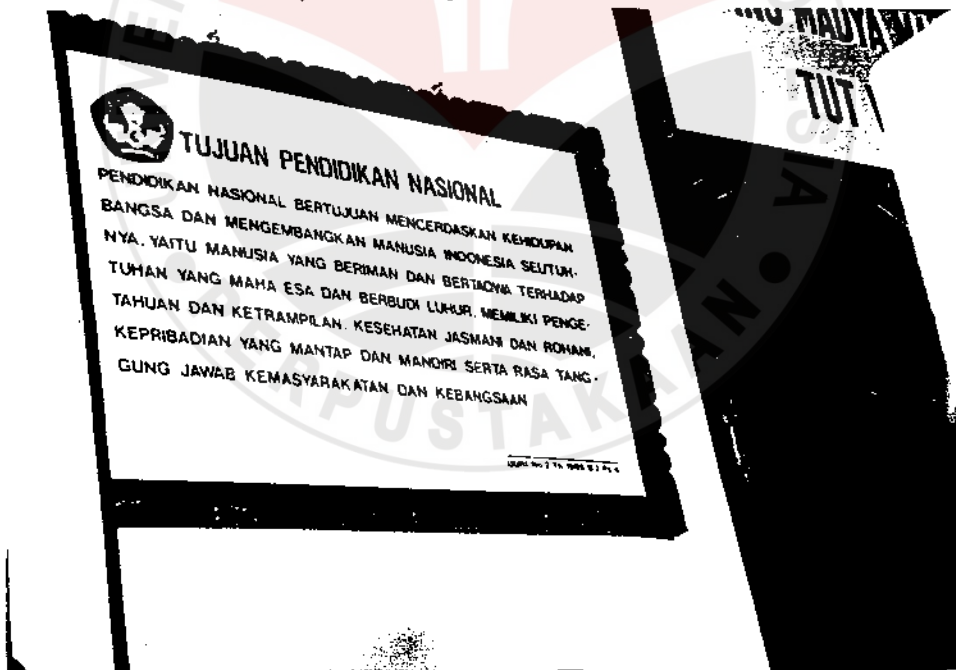 MADYA
TUT
TUJUAN PENDIDIKAN NASIONAL
PENDIDIKAN NASIONAL BERTUJUAN MENCERDASKAN KEHIDUPAN
BANGSA DAN MENGEMBANGKAN MANUSIA INDONESIA SEUTUH-
NYA, YAITU MANUSIA YANG BERIMAN DAN BERTAQWA TERHADAP
TUHAN YANG MAHA ESA DAN BERBUDI LUHUR, MEMILIKI PENGE-
TAHUAN DAN KETRAMPILAN, KESEHATAN JASMANI DAN ROHANI,
KEPRIBADIAN YANG MANTAP DAN MANDIRI SERTA RASA TANG-
GUNG JAWAB KEMASYARAKATAN DAN KEBANGSAAN
PERPUSTAKAAN